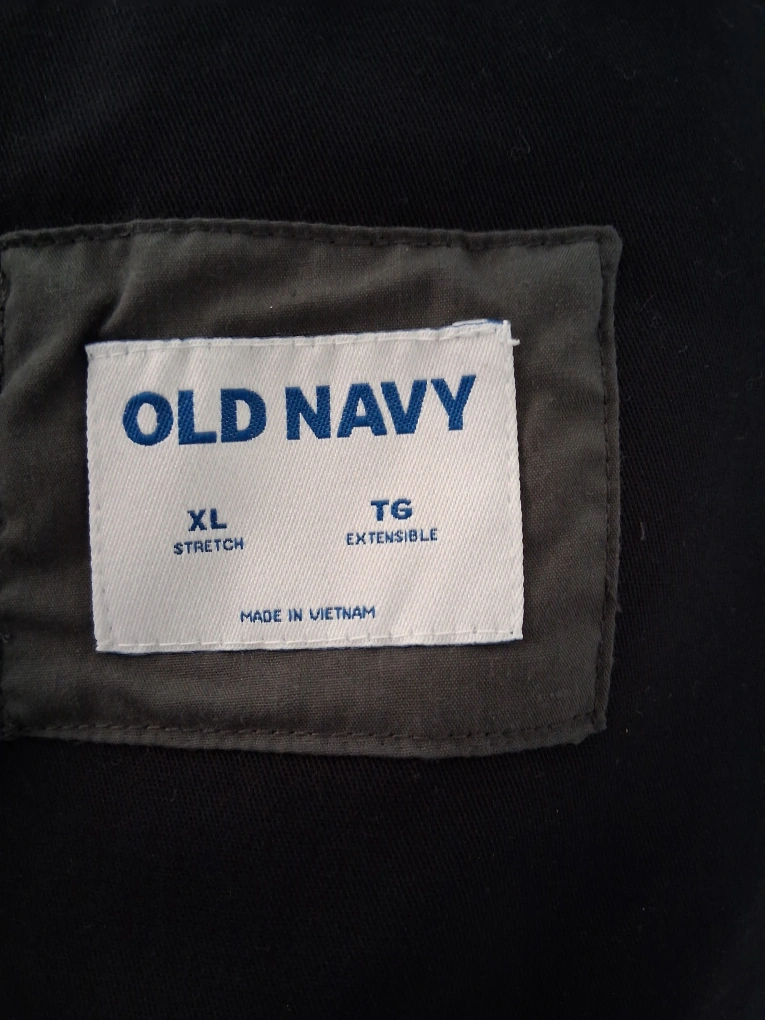 OLD NAVY
XL TG
STRETCH EXTENSIBLE
MADE IN VIETNAM